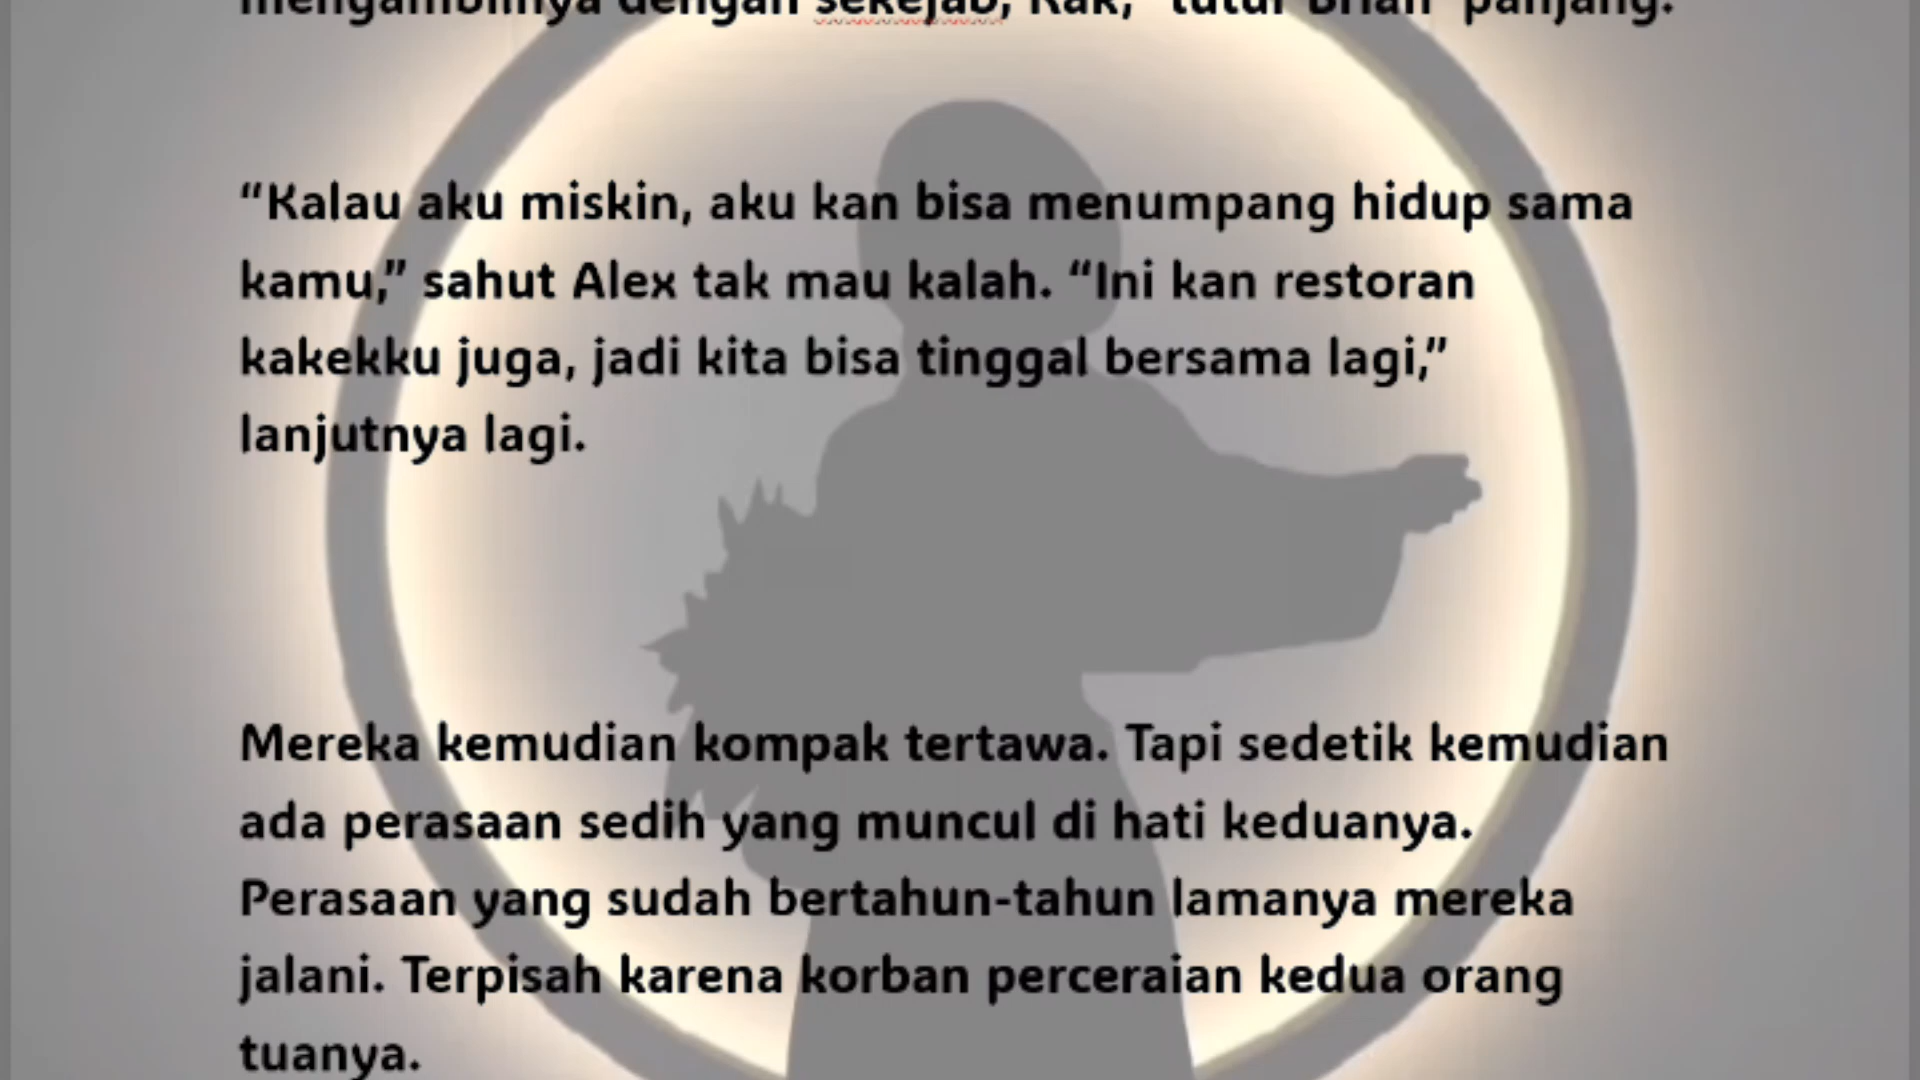 mengambilnya dengan sekejab, Kak," tutur Brian panjang.
“Kalau aku miskin, aku kan bisa menumpang hidup sama
kamu,” sahut Alex tak mau kalah. “Ini kan restoran
kakekku juga, jadi kita bisa tinggal bersama lagi,”
lanjutnya lagi.
Mereka kemudian kompak tertawa. Tapi sedetik kemudian
ada perasaan sedih yang muncul di hati keduanya.
Perasaan yang sudah bertahun-tahun lamanya mereka
jalani. Terpisah karena korban perceraian kedua orang
tuanya.